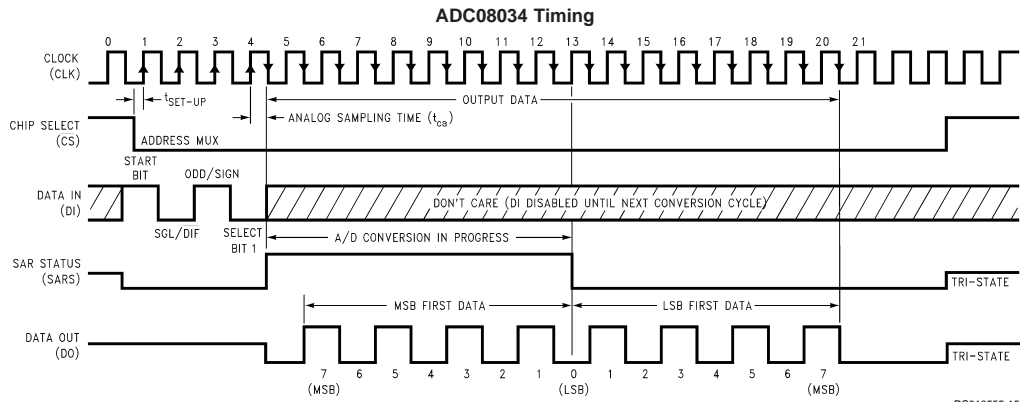 ADC08034 Timing
0 1 2 3 4 5 6 7 8 9 10 11 12 13 14 15 16 17 18 19 20 21
CLOCK
(CLK)
tSET-UP
OUTPUT DATA
ANALOG SAMPLING TIME (tca)
CHIP SELECT
(CS)
ADDRESS MUX
START
BIT
ODD/SIGN
DATA IN
(DI)
DON'T CARE (DI DISABLED UNTIL NEXT CONVERSION CYCLE)
SGL/DIF
SELECT
BIT 1
A/D CONVERSION IN PROGRESS
SAR STATUS
(SARS)
TRI-STATE
MSB FIRST DATA
LSB FIRST DATA
DATA OUT
(DO)
TRI-STATE
7 6 5 4 3 2 1 0 1 2 3 4 5 6 7
(MSB) (LSB) (MSB)